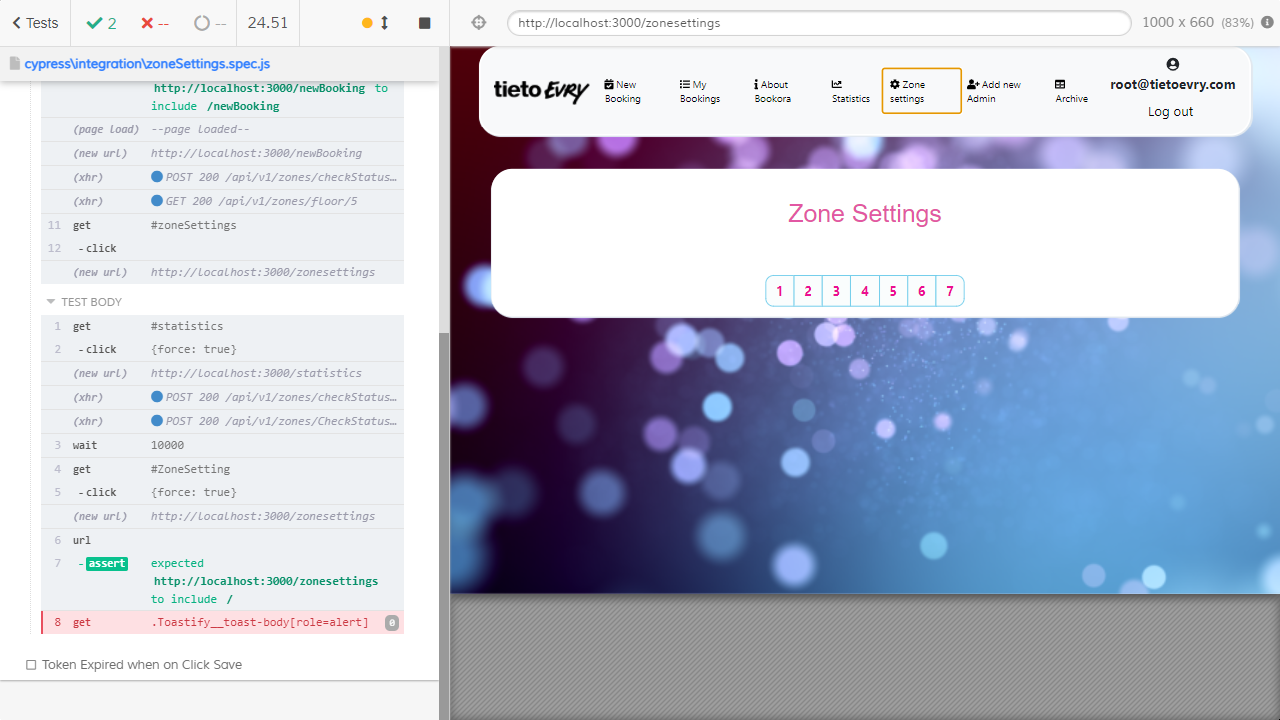 Tests
2
--
--
24.51
http://localhost:3000/zonesettings
1000 x 660 (83%)
cypress\integration\zoneSettings.spec.js
http://localhost:3000/newBooking to
include /newBooking
(page load) --page loaded--
(new url) http://localhost:3000/newBooking
(xhr) POST 200 /api/v1/zones/checkStatus…
(xhr) GET 200 /api/v1/zones/floor/5
11 get #zoneSettings
12 -click
(new url) http://localhost:3000/zonesettings
TEST BODY
1 get #statistics
2 -click {force: true}
(new url) http://localhost:3000/statistics
(xhr) POST 200 /api/v1/zones/checkStatus…
(xhr) POST 200 /api/v1/zones/CheckStatus…
3 wait 10000
4 get #ZoneSetting
5 -click {force: true}
(new url) http://localhost:3000/zonesettings
6 url
7 -assert expected
http://localhost:3000/zonesettings
to include /
8 get .Toastify__toast-body[role=alert] 0
Token Expired when on Click Save
tieto EVRY
New Booking
My Bookings
About Bookora
Statistics
Zone settings
Add new Admin
Archive
root@tietoevry.com
Log out
Zone Settings
1 2 3 4 5 6 7